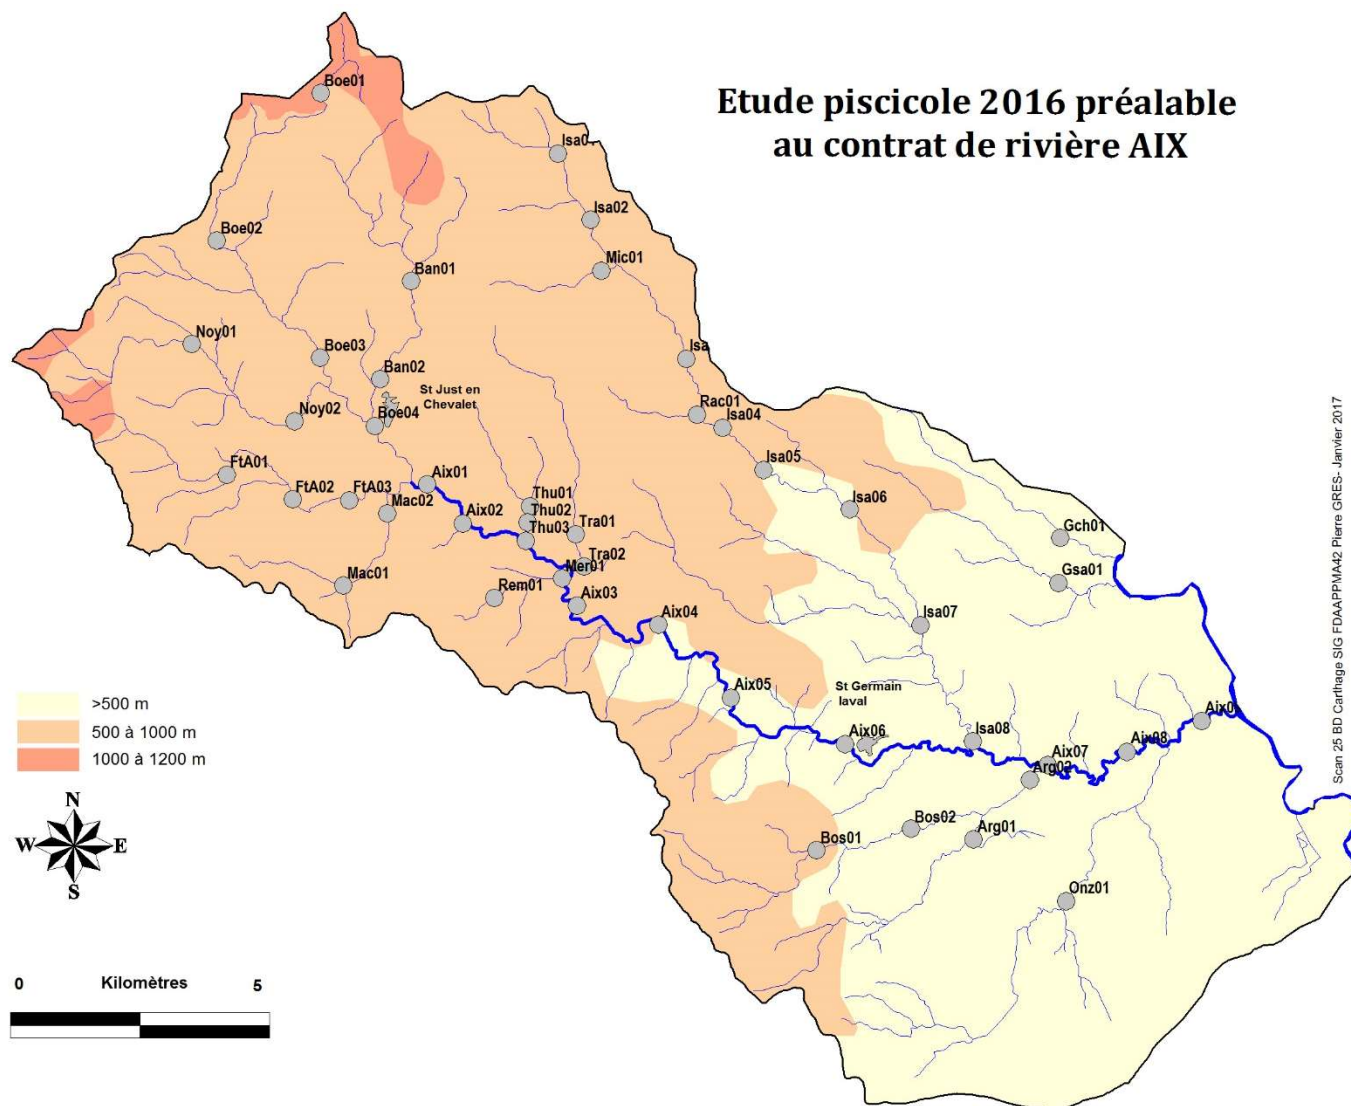 Etude piscicole 2016 préalable
au contrat de rivière AIX
Boe01
Isa02
Boe02
Mic01
Ban01
Noy01
Boe03
Isa
Ban02
St Just en
Chevalet
Rac01
Noy02
Boe04
Isa04
FtA01
Isa05
Aix01
FtA02
FtA03
Mac02
Thu01
Isa06
Aix02
Thu02
Thu03
Tra01
Gch01
Tra02
Mer01
Mac01
Rem01
Gsa01
Aix03
Aix04
Isa07
Aix05
St Germain
laval
Aix06
Isa08
Aix07
Aix08
Arg02
Bos01
Bos02
Arg01
Onz01
>500 m
500 à 1000 m
1000 à 1200 m
N
W
E
S
0
Kilomètres
5
Scan 25 BD Carthage SIG FDAAPPMA42 Pierre GRES- Janvier 2017